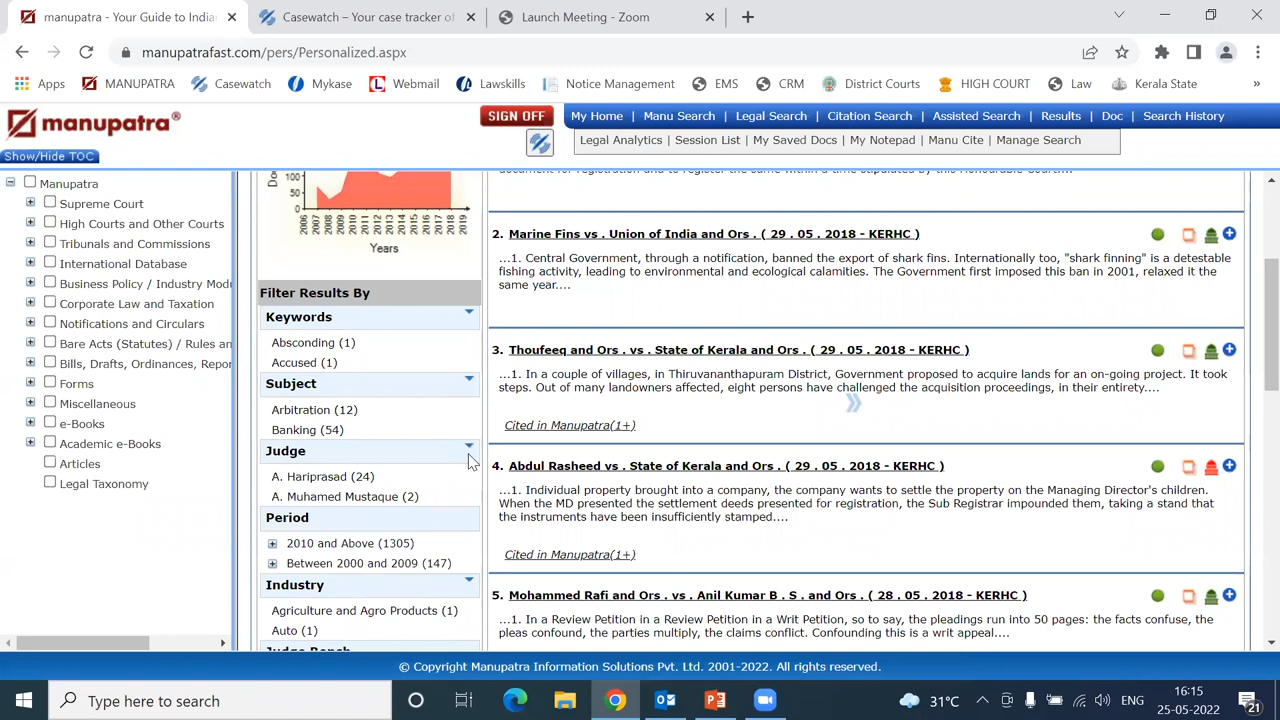 manupatra - Your Guide to India
Casewatch – Your case tracker of
Launch Meeting - Zoom
manupatrafast.com/pers/Personalized.aspx
Apps
MANUPATRA
Casewatch
Mykase
Webmail
Lawskills
Notice Management
EMS
CRM
District Courts
HIGH COURT
Law
Kerala State
»
manupatra®
SIGN OFF
My Home | Manu Search | Legal Search | Citation Search | Assisted Search | Results | Doc | Search History
Legal Analytics | Session List | My Saved Docs | My Notepad | Manu Cite | Manage Search
Show/Hide TOC
Manupatra
Supreme Court
High Courts and Other Courts
Tribunals and Commissions
International Database
Business Policy / Industry Modu
Corporate Law and Taxation
Notifications and Circulars
Bare Acts (Statutes) / Rules an
Bills, Drafts, Ordinances, Repor
Forms
Miscellaneous
e-Books
Academic e-Books
Articles
Legal Taxonomy
100
50
0
2006 2007 2008 2009 2010 2011 2012 2013 2014 2015 2016 2017 2018 2019
Years
Filter Results By
Keywords
Absconding (1)
Accused (1)
Subject
Arbitration (12)
Banking (54)
Judge
A. Hariprasad (24)
A. Muhamed Mustaque (2)
Period
2010 and Above (1305)
Between 2000 and 2009 (147)
Industry
Agriculture and Agro Products (1)
Auto (1)
Judge Bench
document for registration and to register the same within a time stipulated by this Honourable Court....
2. Marine Fins vs . Union of India and Ors . ( 29 . 05 . 2018 - KERHC )
...1. Central Government, through a notification, banned the export of shark fins. Internationally too, "shark finning" is a detestable
fishing activity, leading to environmental and ecological calamities. The Government first imposed this ban in 2001, relaxed it the
same year....
3. Thoufeeq and Ors . vs . State of Kerala and Ors . ( 29 . 05 . 2018 - KERHC )
...1. In a couple of villages, in Thiruvananthapuram District, Government proposed to acquire lands for an on-going project. It took
steps. Out of many landowners affected, eight persons have challenged the acquisition proceedings, in their entirety....
Cited in Manupatra(1+)
4. Abdul Rasheed vs . State of Kerala and Ors . ( 29 . 05 . 2018 - KERHC )
...1. Individual property brought into a company, the company wants to settle the property on the Managing Director's children.
When the MD presented the settlement deeds presented for registration, the Sub Registrar impounded them, taking a stand that
the instruments have been insufficiently stamped....
Cited in Manupatra(1+)
5. Mohammed Rafi and Ors . vs . Anil Kumar B . S . and Ors . ( 28 . 05 . 2018 - KERHC )
...1. In a Review Petition in a Review Petition in a Writ Petition, so to say, the pleadings run into 50 pages: the facts confuse, the
pleas confound, the parties multiply, the claims conflict. Confounding this is a writ appeal....
© Copyright Manupatra Information Solutions Pvt. Ltd. 2001-2022. All rights reserved.
Type here to search
31°C
ENG
16:15
25-05-2022
21